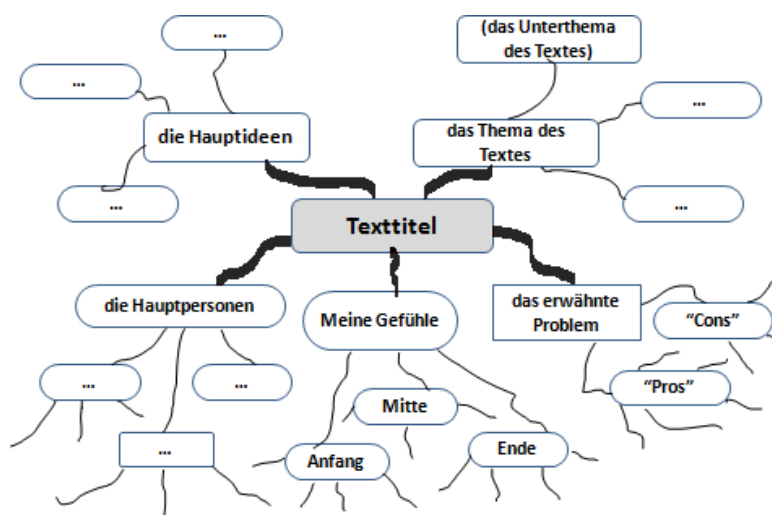 ...
(das Unterthema
des Textes)
...
...
die Hauptideen
das Thema des
Textes
...
...
Texttitel
die Hauptpersonen
Meine Gefühle
das erwähnte
Problem
“Cons”
...
...
“Pros”
Mitte
...
Anfang
Ende